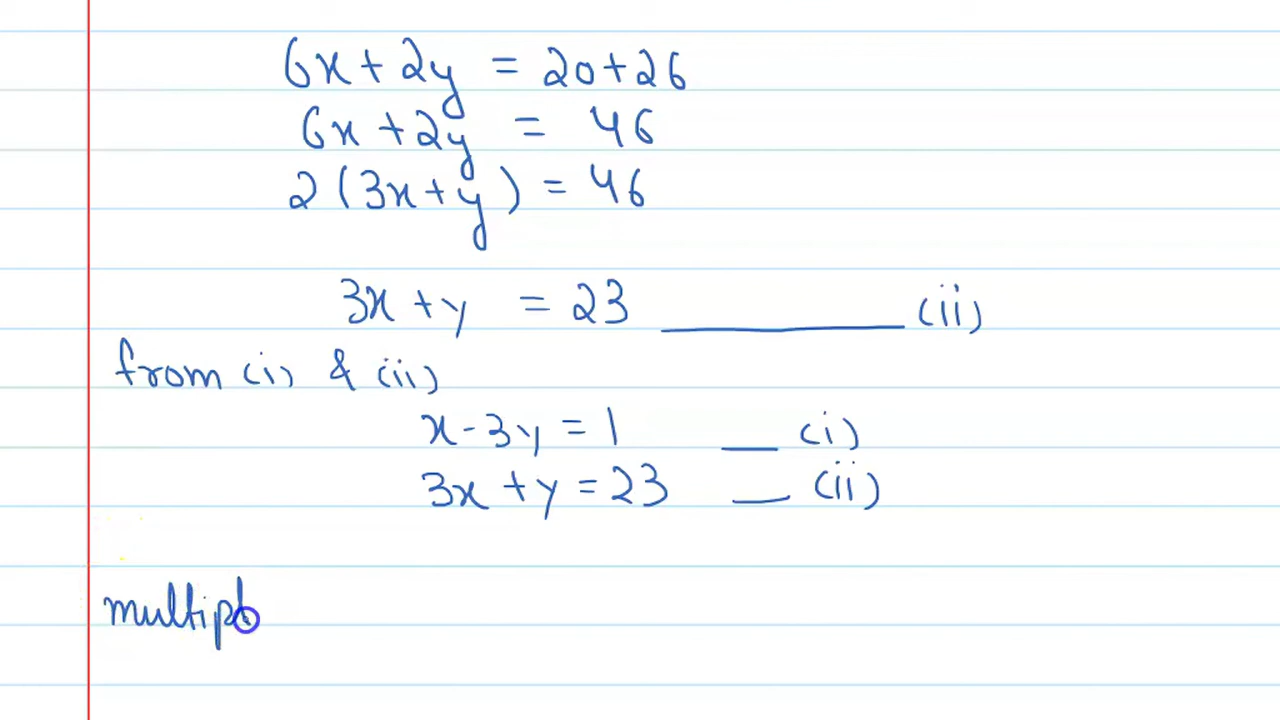 6x + 2y = 20 + 26
6x + 2y = 46
2 (3x + y) = 46
3x + y = 23 ________ (ii)
from (i) & (ii)
x - 3y = 1 __ (i)
3x + y = 23 __ (ii)
multipl